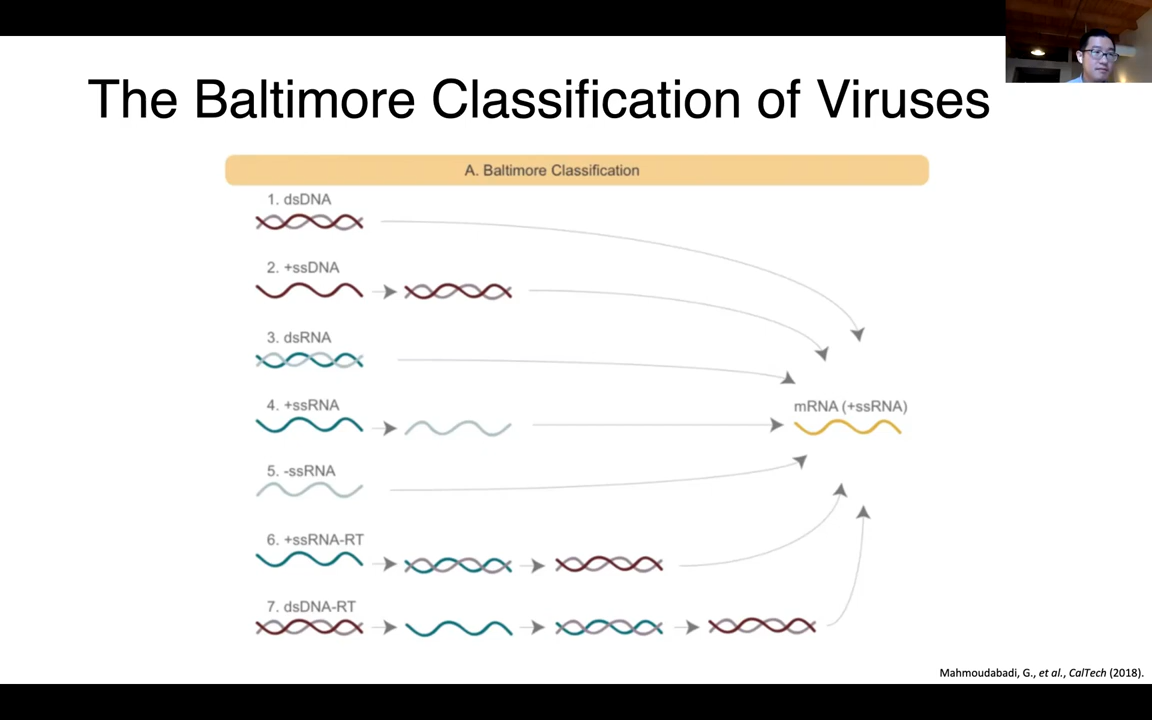 The Baltimore Classification of Viruses
A. Baltimore Classification
1. dsDNA
2. +ssDNA
3. dsRNA
4. +ssRNA
mRNA (+ssRNA)
5. -ssRNA
6. +ssRNA-RT
7. dsDNA-RT
Mahmoudabadi, G., et al., CalTech (2018).